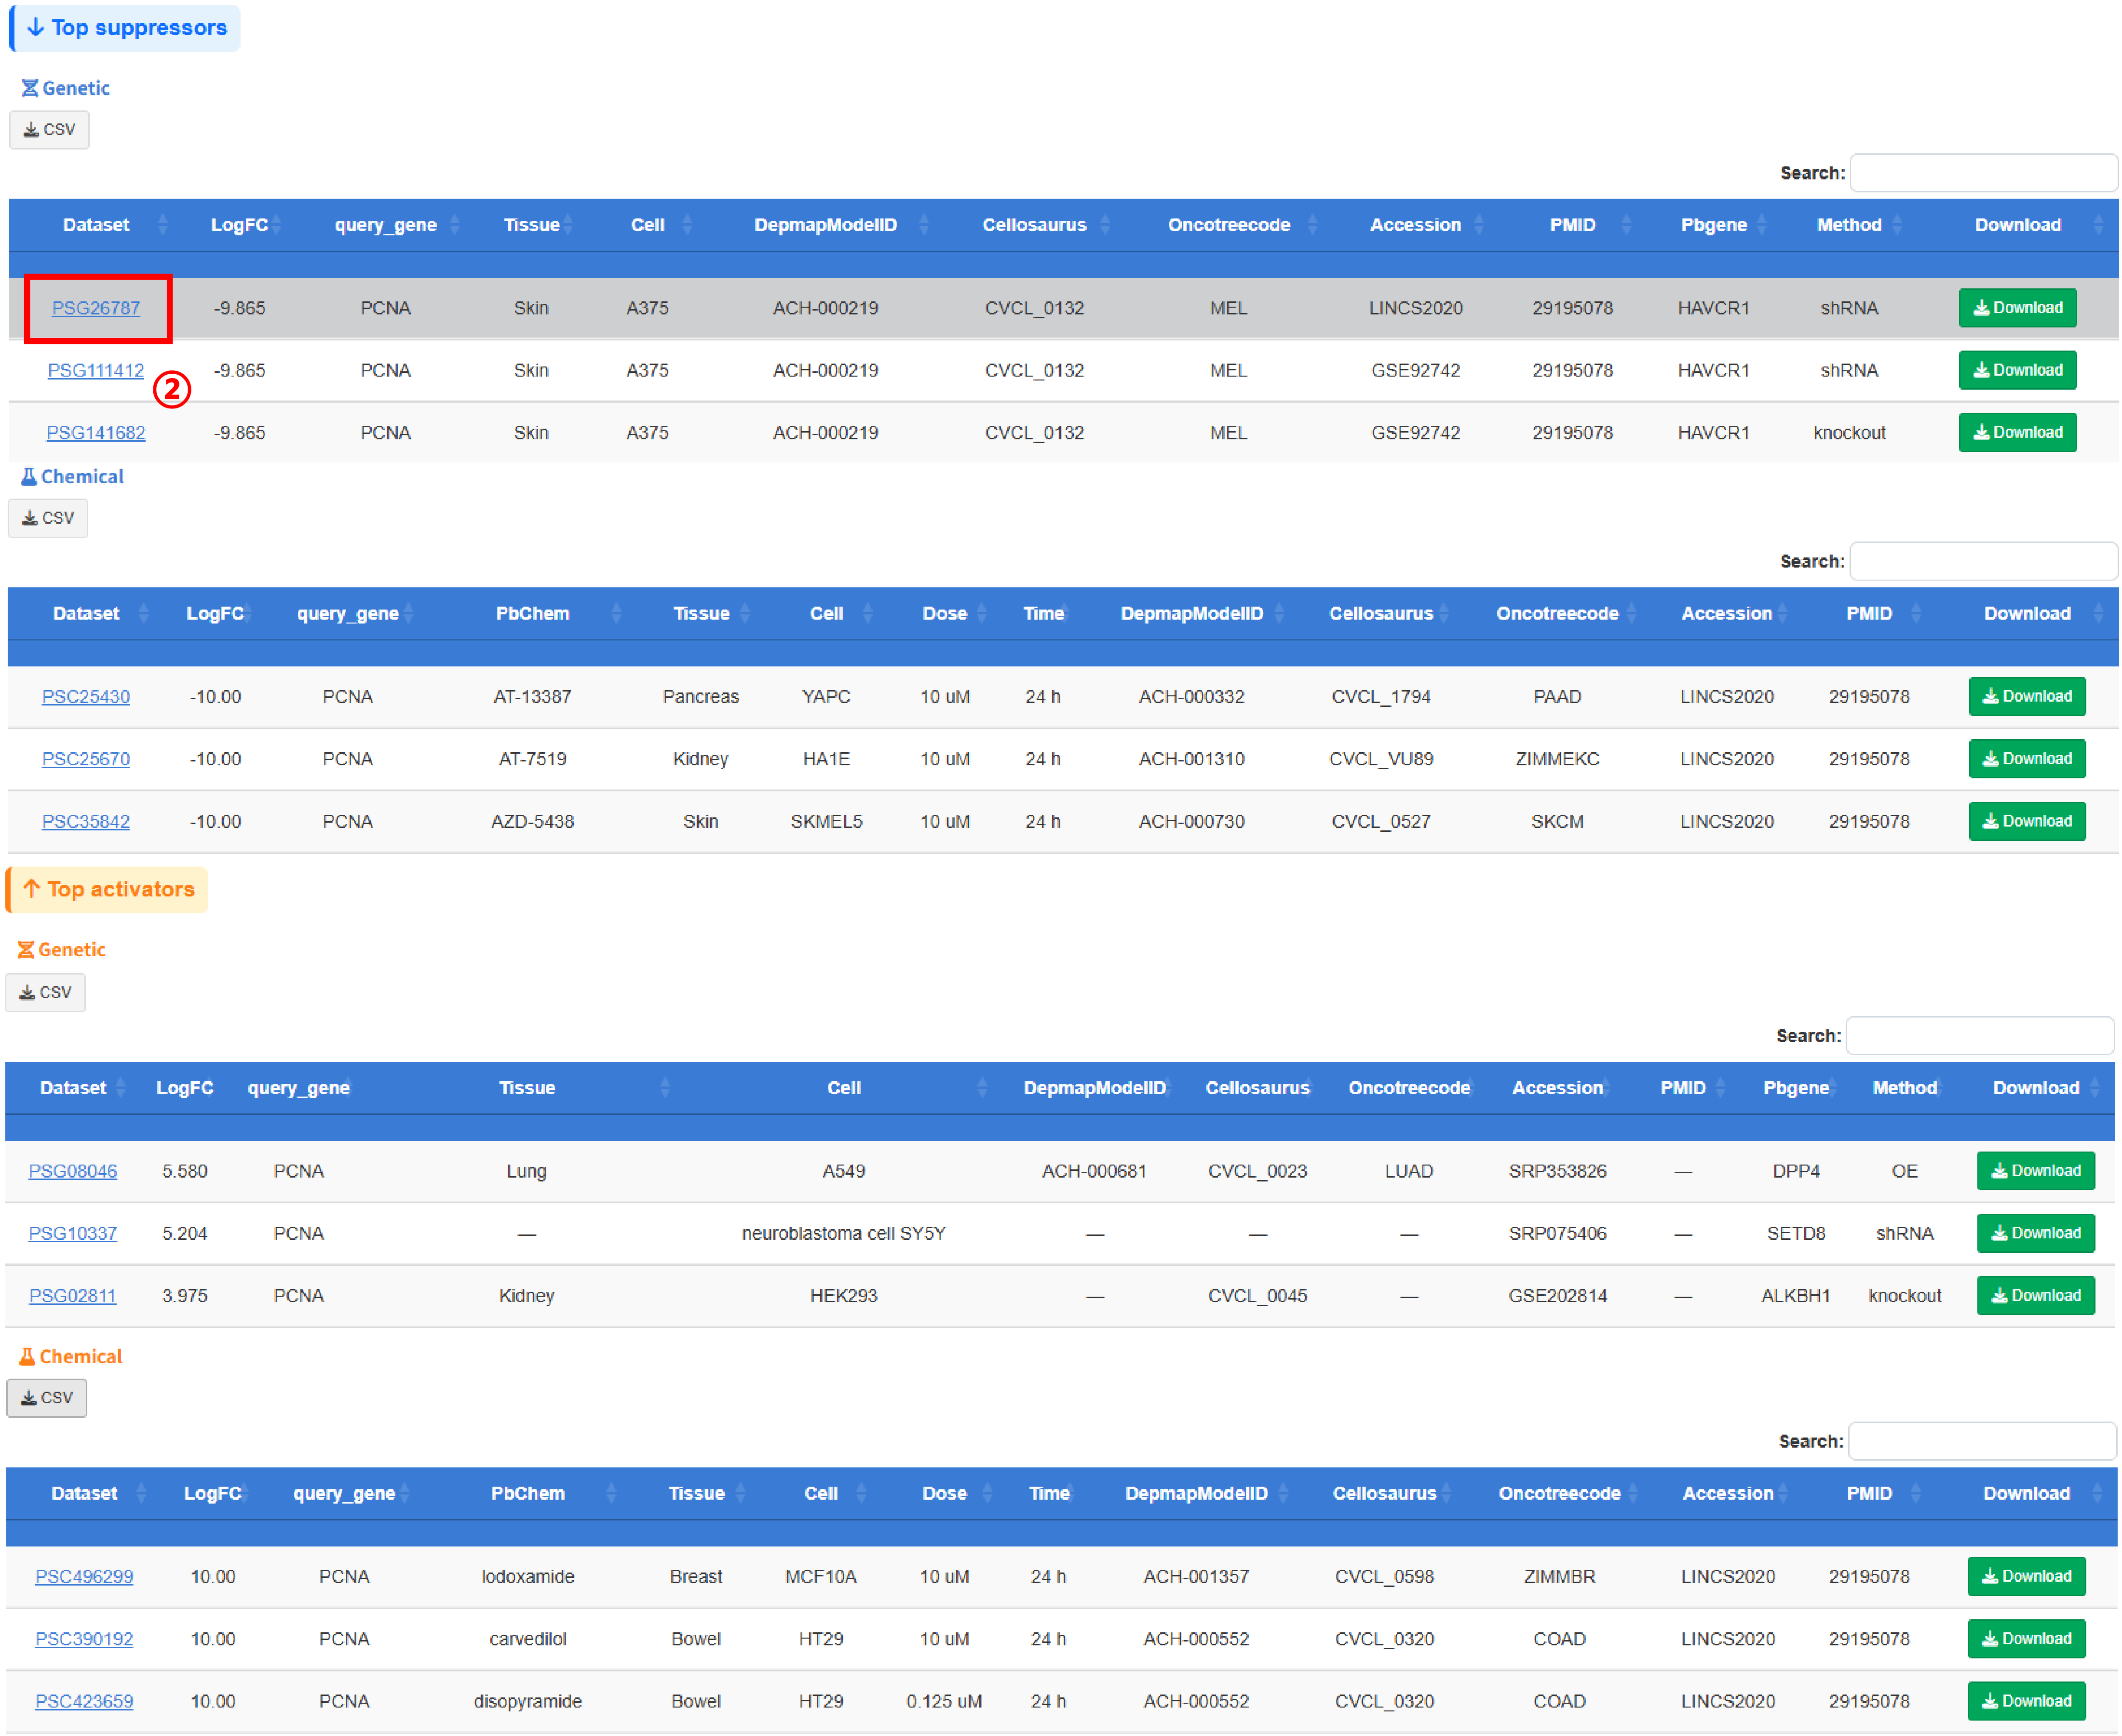 Top suppressors
Genetic
CSV
Search:
Dataset LogFC query_gene Tissue Cell DepmapModelID Cellosaurus Oncotreecode Accession PMID Pbgene Method Download
PSG26787 -9.865 PCNA Skin A375 ACH-000219 CVCL_0132 MEL LINCS2020 29195078 HAVCR1 shRNA Download
PSG111412 -9.865 PCNA Skin A375 ACH-000219 CVCL_0132 MEL GSE92742 29195078 HAVCR1 shRNA Download
②
PSG141682 -9.865 PCNA Skin A375 ACH-000219 CVCL_0132 MEL GSE92742 29195078 HAVCR1 knockout Download
Chemical
CSV
Search:
Dataset LogFC query_gene PbChem Tissue Cell Dose Time DepmapModelID Cellosaurus Oncotreecode Accession PMID Download
PSC25430 -10.00 PCNA AT-13387 Pancreas YAPC 10 uM 24 h ACH-000332 CVCL_1794 PAAD LINCS2020 29195078 Download
PSC25670 -10.00 PCNA AT-7519 Kidney HA1E 10 uM 24 h ACH-001310 CVCL_VU89 ZIMMEKC LINCS2020 29195078 Download
PSC35842 -10.00 PCNA AZD-5438 Skin SKMEL5 10 uM 24 h ACH-000730 CVCL_0527 SKCM LINCS2020 29195078 Download
Top activators
Genetic
CSV
Search:
Dataset LogFC query_gene Tissue Cell DepmapModelID Cellosaurus Oncotreecode Accession PMID Pbgene Method Download
PSG08046 5.580 PCNA Lung A549 ACH-000681 CVCL_0023 LUAD SRP353826 — DPP4 OE Download
PSG10337 5.204 PCNA — neuroblastoma cell SY5Y — — — SRP075406 — SETD8 shRNA Download
PSG02811 3.975 PCNA Kidney HEK293 — CVCL_0045 — GSE202814 — ALKBH1 knockout Download
Chemical
CSV
Search:
Dataset LogFC query_gene PbChem Tissue Cell Dose Time DepmapModelID Cellosaurus Oncotreecode Accession PMID Download
PSC496299 10.00 PCNA lodoxamide Breast MCF10A 10 uM 24 h ACH-001357 CVCL_0598 ZIMMBR LINCS2020 29195078 Download
PSC390192 10.00 PCNA carvedilol Bowel HT29 10 uM 24 h ACH-000552 CVCL_0320 COAD LINCS2020 29195078 Download
PSC423659 10.00 PCNA disopyramide Bowel HT29 0.125 uM 24 h ACH-000552 CVCL_0320 COAD LINCS2020 29195078 Download